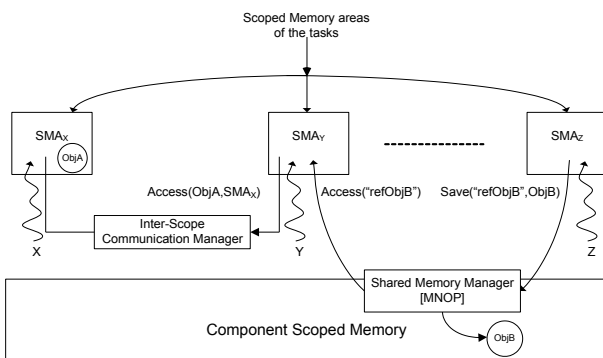 Scoped Memory areas
of the tasks
SMAX
SMAY
SMAZ
ObjA
Access(ObjA,SMAX)
Access(“refObjB”)
Save(“refObjB”,ObjB)
Inter-Scope
Communication Manager
X
Y
Z
Shared Memory Manager
[MNOP]
Component Scoped Memory
ObjB